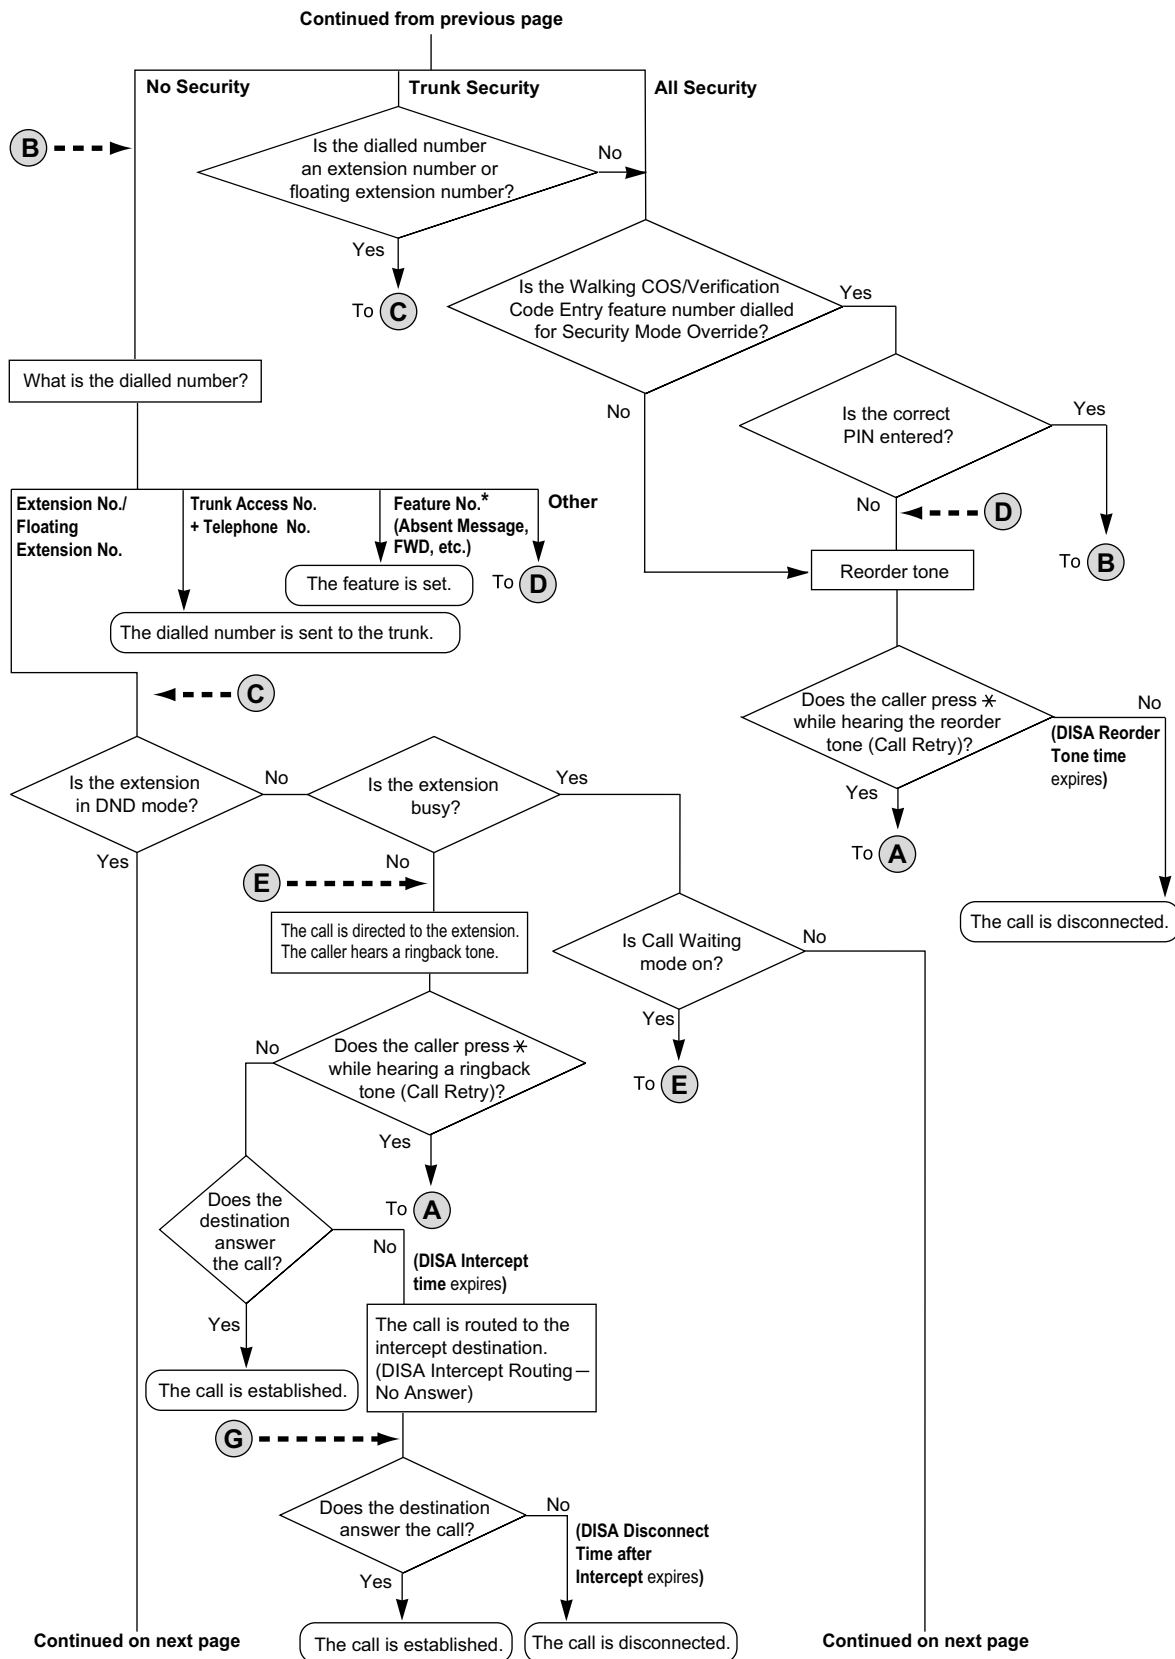 Continued from previous page
No Security
Trunk Security
All Security
B
Is the dialled number
an extension number or
floating extension number?
No
Yes
To C
Is the Walking COS/Verification
Code Entry feature number dialled
for Security Mode Override?
Yes
No
What is the dialled number?
Is the correct
PIN entered?
Yes
No
D
To B
Extension No./
Floating
Extension No.
Trunk Access No.
+ Telephone No.
Feature No.*
(Absent Message,
FWD, etc.)
Other
The feature is set.
To D
The dialled number is sent to the trunk.
Reorder tone
C
Does the caller press *
while hearing the reorder
tone (Call Retry)?
No
(DISA Reorder
Tone time
expires)
Yes
To A
The call is disconnected.
Is the extension
in DND mode?
No
Yes
Is the extension
busy?
Yes
No
E
The call is directed to the extension.
The caller hears a ringback tone.
Is Call Waiting
mode on?
No
Yes
To E
Does the caller press *
while hearing a ringback
tone (Call Retry)?
No
Yes
To A
Does the
destination
answer
the call?
No
(DISA Intercept
time expires)
Yes
The call is established.
The call is routed to the
intercept destination.
(DISA Intercept Routing—
No Answer)
G
Does the destination
answer the call?
No
(DISA Disconnect
Time after
Intercept expires)
Yes
The call is established.
The call is disconnected.
Continued on next page
Continued on next page